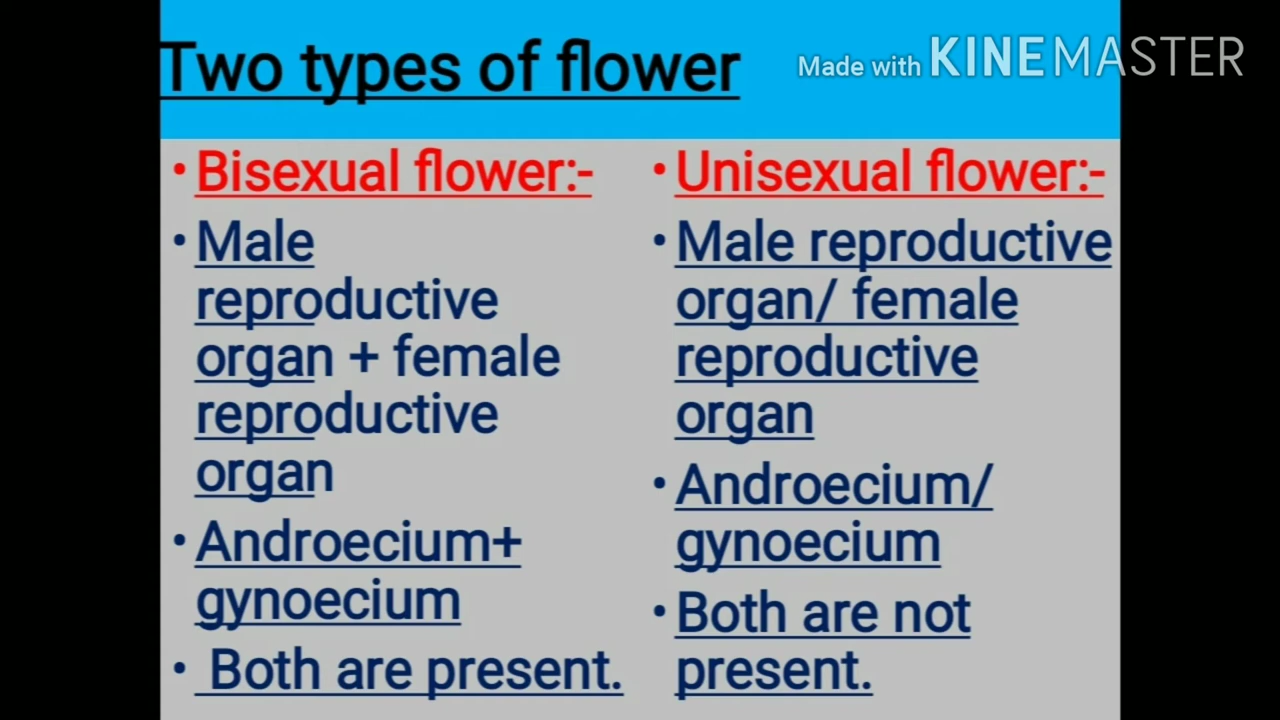 Two types of flower
Made with KINEMASTER
• Bisexual flower:-
• Male
reproductive
organ + female
reproductive
organ
• Androecium+
gynoecium
• Both are present.
• Unisexual flower:-
• Male reproductive
organ/ female
reproductive
organ
• Androecium/
gynoecium
• Both are not
present.